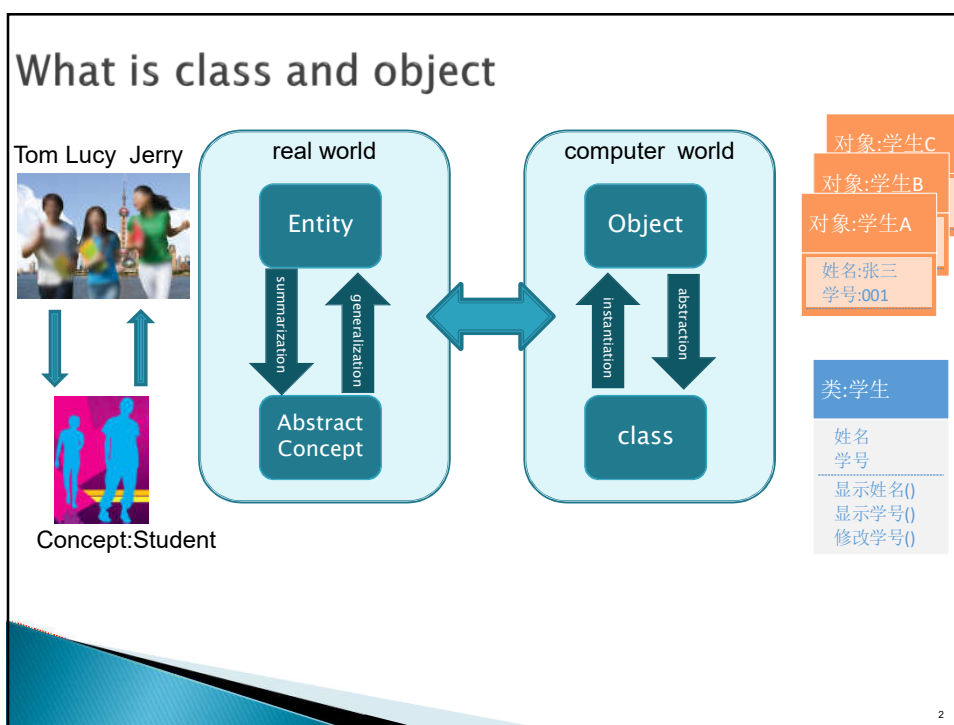 What is class and object
Tom Lucy Jerry
real world
Entity
summarization
generalization
Abstract
Concept
Concept:Student
computer world
Object
instantiation
abstraction
class
对象:学生C
对象:学生B
对象:学生A
姓名:张三
学号:001
类:学生
姓名
学号
显示姓名()
显示学号()
修改学号()
2